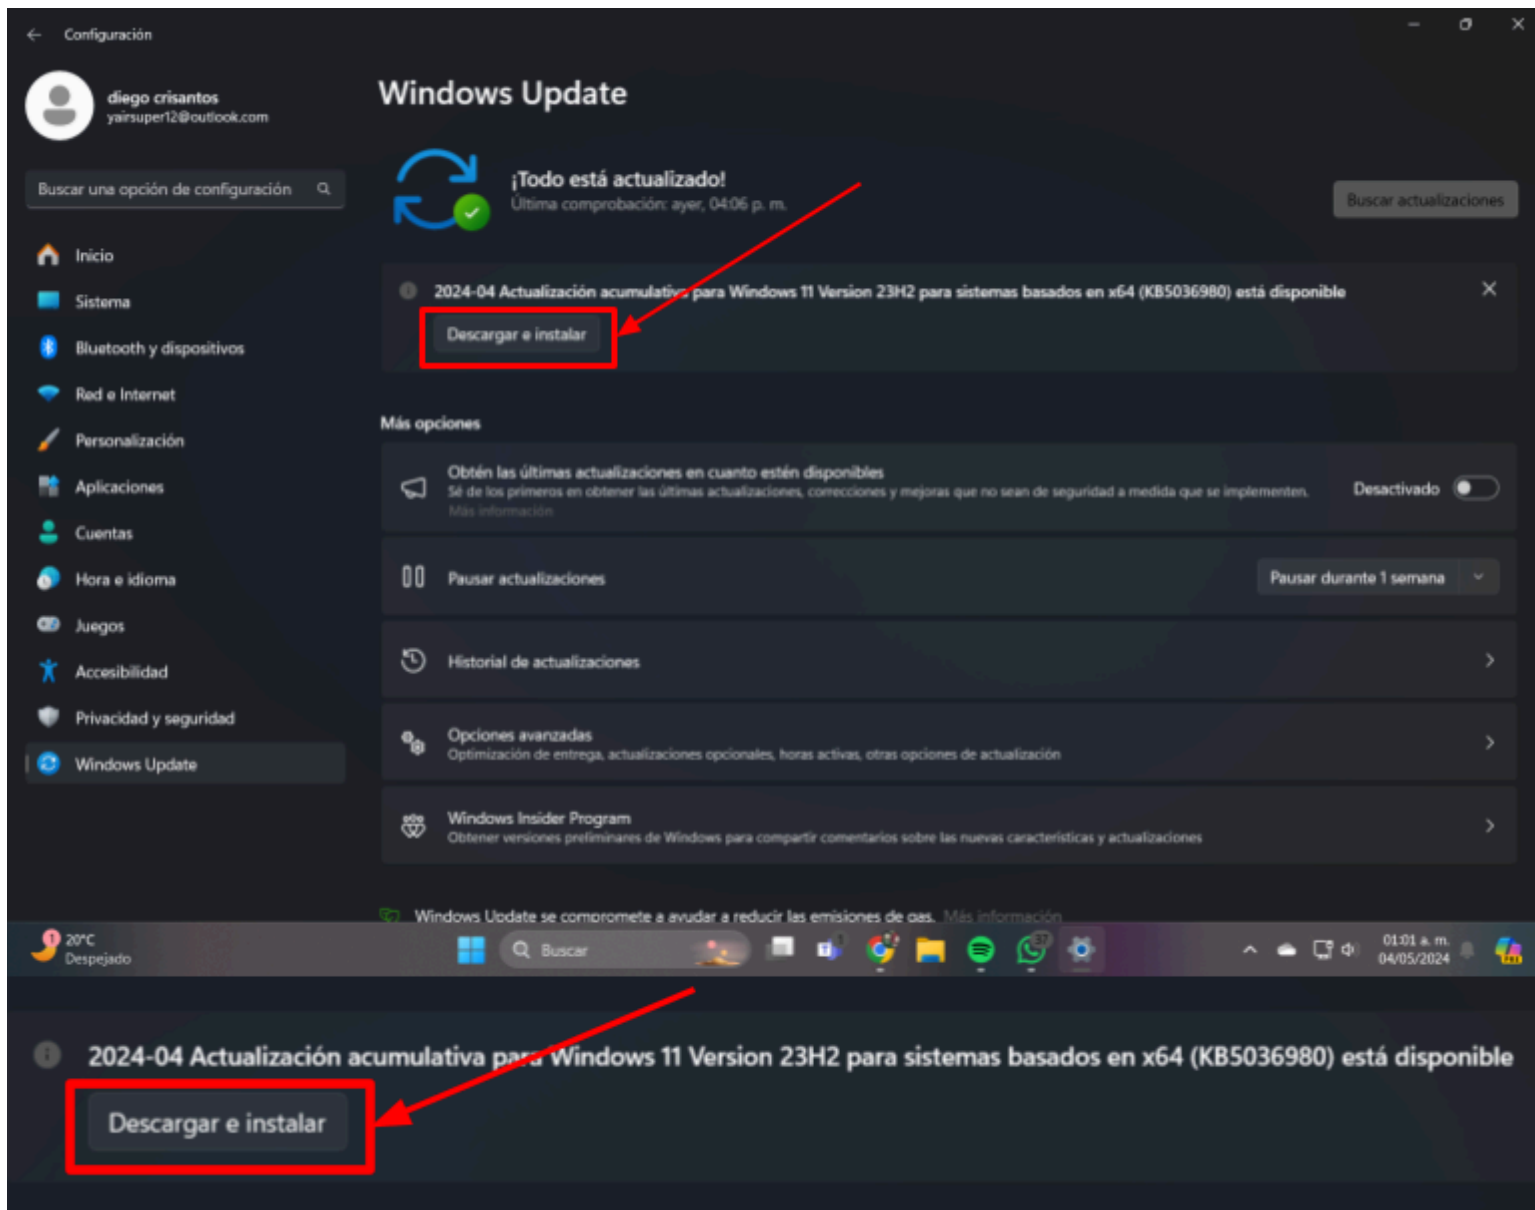 Configuración
diego crisantos
yairsuper12@outlook.com
Buscar una opción de configuración
Inicio
Sistema
Bluetooth y dispositivos
Red e Internet
Personalización
Aplicaciones
Cuentas
Hora e idioma
Juegos
Accesibilidad
Privacidad y seguridad
Windows Update
Windows Update
¡Todo está actualizado!
Última comprobación: ayer, 04:06 p. m.
Buscar actualizaciones
2024-04 Actualización acumulativa para Windows 11 Version 23H2 para sistemas basados en x64 (KB5036980) está disponible
Descargar e instalar
Más opciones
Obtén las últimas actualizaciones en cuanto estén disponibles
Sé de los primeros en obtener las últimas actualizaciones, correcciones y mejoras que no sean de seguridad a medida que se implementen.
Más información
Desactivado
Pausar actualizaciones
Pausar durante 1 semana
Historial de actualizaciones
Opciones avanzadas
Optimización de entrega, actualizaciones opcionales, horas activas, otras opciones de actualización
Windows Insider Program
Obtener versiones preliminares de Windows para compartir comentarios sobre las nuevas características y actualizaciones
Windows Update se compromete a ayudar a reducir las emisiones de gas. Más información
1
20°C
Despejado
Buscar
37
01:01 a. m.
04/05/2024
PRE
2024-04 Actualización acumulativa para Windows 11 Version 23H2 para sistemas basados en x64 (KB5036980) está disponible
Descargar e instalar